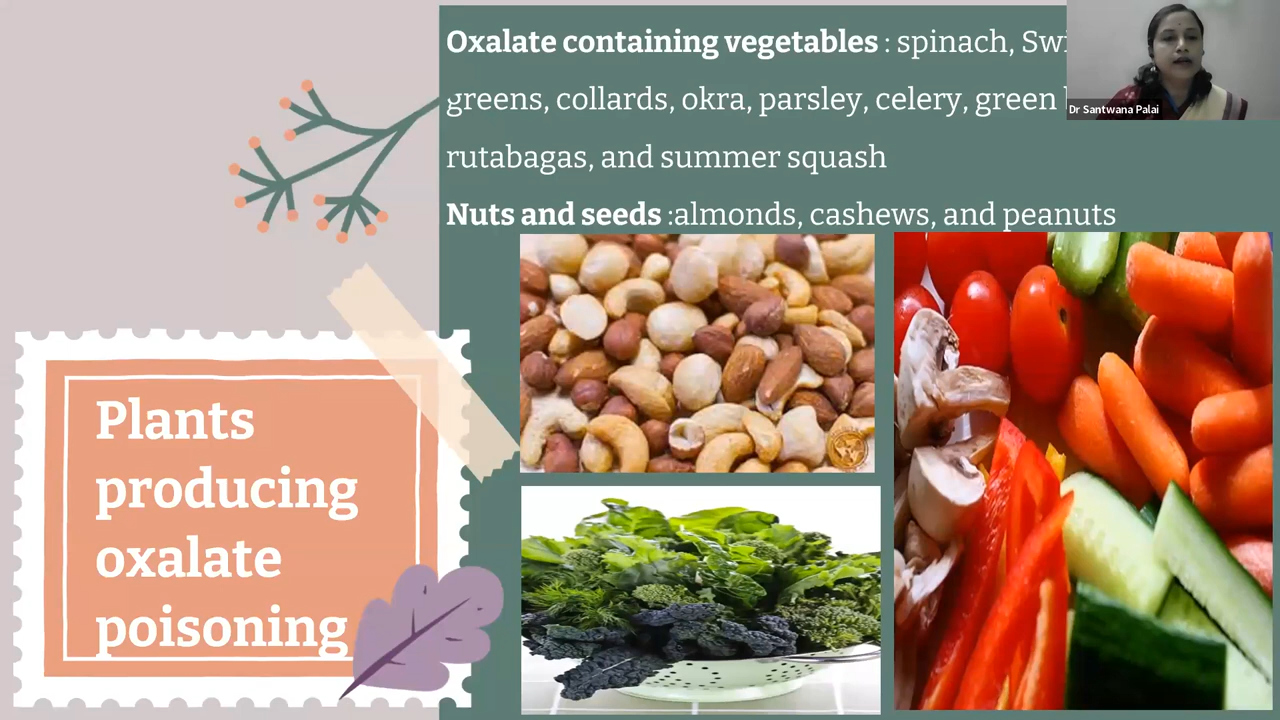 Oxalate containing vegetables : spinach,
greens, collards, okra, parsley, celery, green
rutabagas, and summer squash
Nuts and seeds :almonds, cashews, and peanuts
Dr Santwana Palai
Plants
producing
oxalate
poisoning